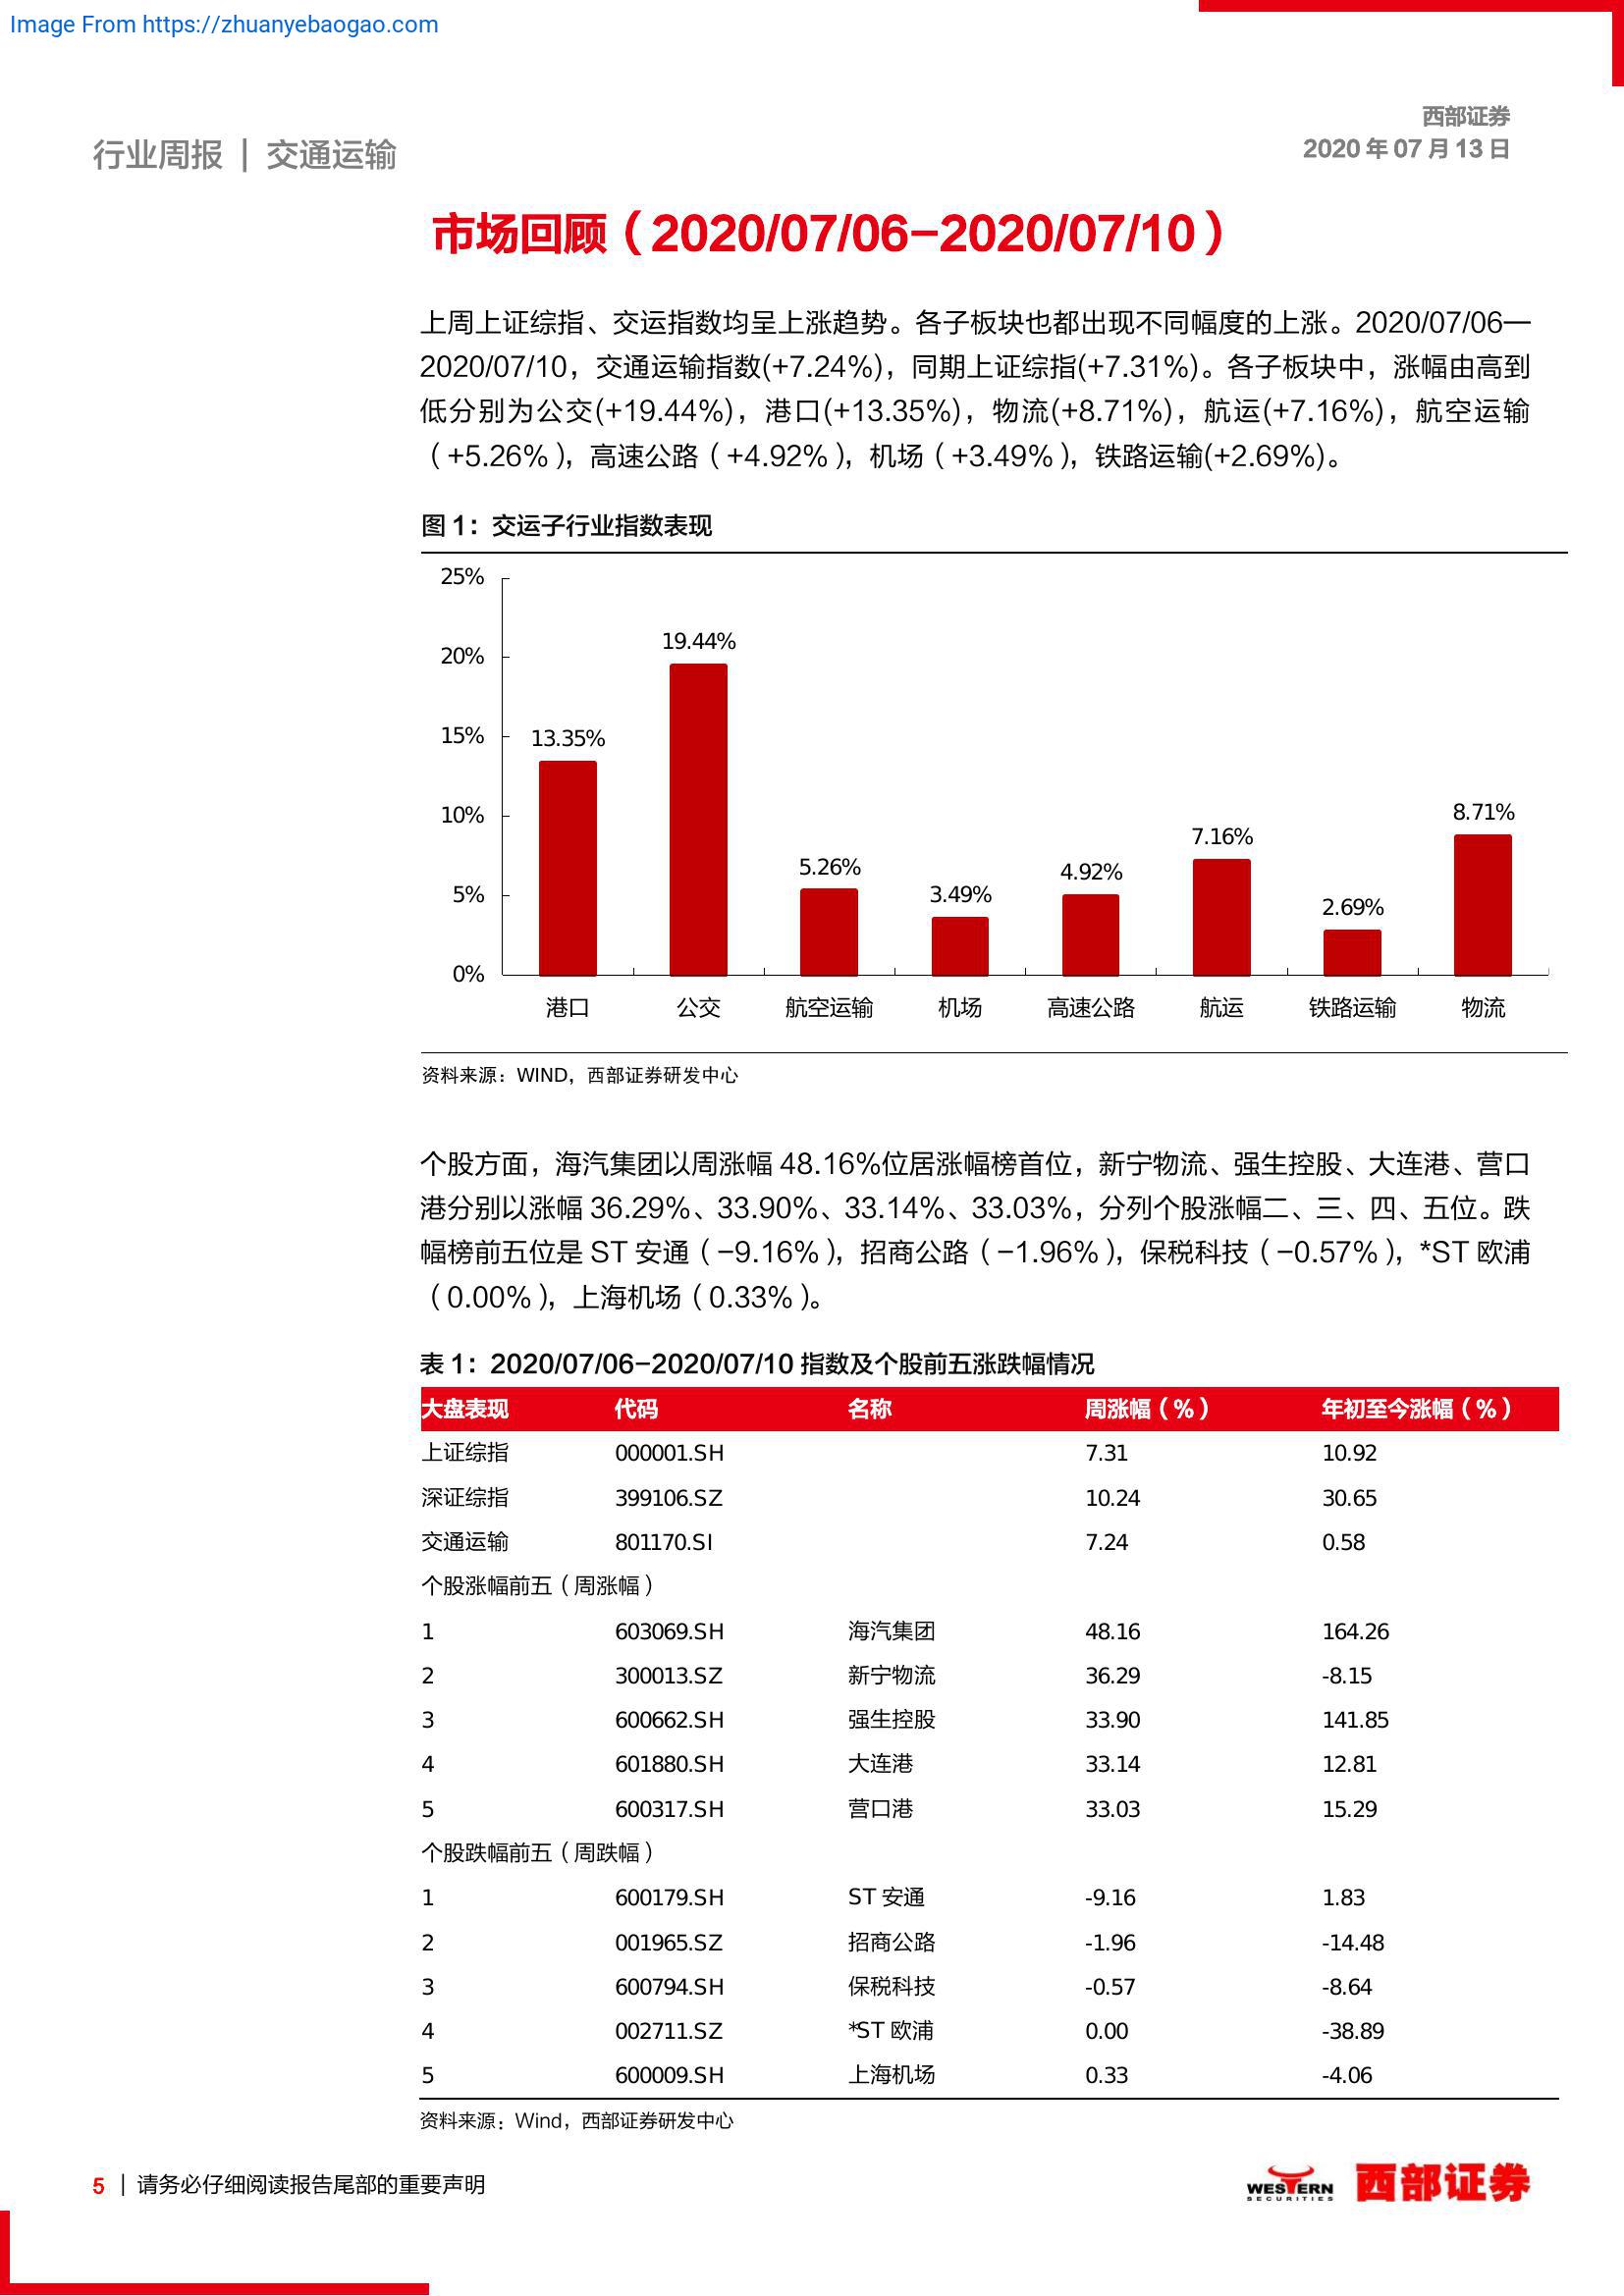 Image From https://zhuanyebaogao.com
西部证券
2020 年 07 月 13 日
行业周报 | 交通运输
市场回顾（2020/07/06-2020/07/10）
上周上证综指、交运指数均呈上涨趋势。各子板块也都出现不同幅度的上涨。2020/07/06—
2020/07/10，交通运输指数(+7.24%)，同期上证综指(+7.31%)。各子板块中，涨幅由高到
低分别为公交(+19.44%)，港口(+13.35%)，物流(+8.71%)，航运(+7.16%)，航空运输
（+5.26%），高速公路（+4.92%），机场（+3.49%），铁路运输(+2.69%)。
图 1：交运子行业指数表现
25%
20%
15%
10%
5%
0%
13.35%
19.44%
5.26%
3.49%
4.92%
7.16%
2.69%
8.71%
港口 公交 航空运输 机场 高速公路 航运 铁路运输 物流
资料来源：WIND，西部证券研发中心
个股方面，海汽集团以周涨幅 48.16%位居涨幅榜首位，新宁物流、强生控股、大连港、营口
港分别以涨幅 36.29%、33.90%、33.14%、33.03%，分列个股涨幅二、三、四、五位。跌
幅榜前五位是 ST 安通（-9.16%），招商公路（-1.96%），保税科技（-0.57%），*ST 欧浦
（0.00%），上海机场（0.33%）。
表 1：2020/07/06-2020/07/10 指数及个股前五涨跌幅情况
大盘表现 代码 名称 周涨幅（%） 年初至今涨幅（%）
上证综指 000001.SH 7.31 10.92
深证综指 399106.SZ 10.24 30.65
交通运输 801170.SI 7.24 0.58
个股涨幅前五（周涨幅）
1 603069.SH 海汽集团 48.16 164.26
2 300013.SZ 新宁物流 36.29 -8.15
3 600662.SH 强生控股 33.90 141.85
4 601880.SH 大连港 33.14 12.81
5 600317.SH 营口港 33.03 15.29
个股跌幅前五（周跌幅）
1 600179.SH ST 安通 -9.16 1.83
2 001965.SZ 招商公路 -1.96 -14.48
3 600794.SH 保税科技 -0.57 -8.64
4 002711.SZ *ST 欧浦 0.00 -38.89
5 600009.SH 上海机场 0.33 -4.06
资料来源：Wind，西部证券研发中心
5 | 请务必仔细阅读报告尾部的重要声明
WESTERN
SECURITIES
西部证券